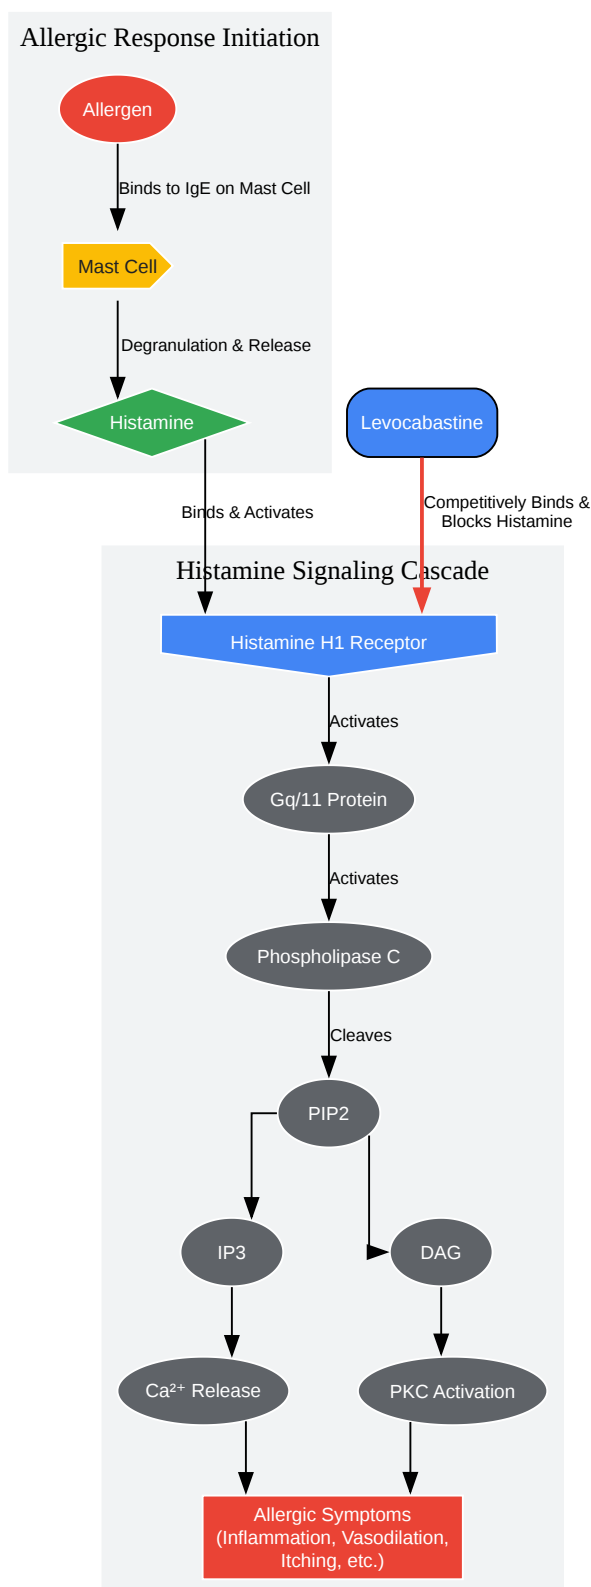 Allergic Response Initiation
Allergen
Binds to IgE on Mast Cell
Mast Cell
Degranulation & Release
Histamine
Levocabastine
Binds & Activates
Competitively Binds &
Blocks Histamine
Histamine Signaling Cascade
Histamine H1 Receptor
Activates
Gq/11 Protein
Activates
Phospholipase C
Cleaves
PIP2
IP3
DAG
Ca²⁺ Release
PKC Activation
Allergic Symptoms
(Inflammation, Vasodilation,
Itching, etc.)